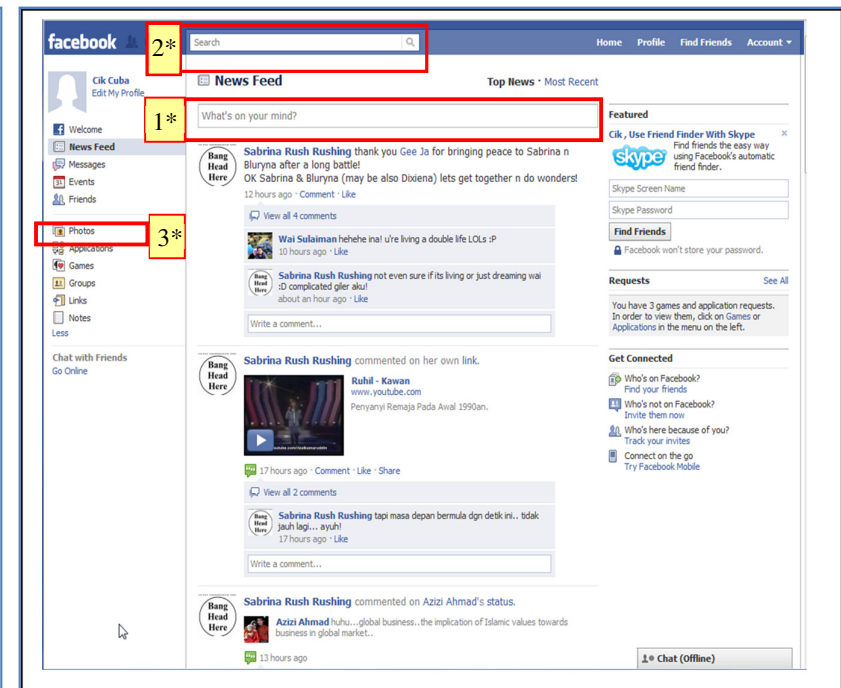 facebook
2*
Search
Home Profile Find Friends Account
Cik Cuba
Edit My Profile
Welcome
News Feed
Messages
31 Events
Friends
Photos
3*
Applications
Games
Groups
Links
Notes
Less
Chat with Friends
Go Online
News Feed
Top News · Most Recent
1*
What's on your mind?
Bang
Head
Here
Sabrina Rush Rushing thank you Gee Ja for bringing peace to Sabrina n
Bluryna after a long battle!
OK Sabrina & Bluryna (may be also Dixiena) lets get together n do wonders!
12 hours ago · Comment · Like
View all 4 comments
Wai Sulaiman hehehe ina! u're living a double life LOLs :P
10 hours ago · Like
Bang
Head
Here
Sabrina Rush Rushing not even sure if its living or just dreaming wai
:D complicated giler aku!
about an hour ago · Like
Write a comment...
Bang
Head
Here
Sabrina Rush Rushing commented on her own link.
Ruhil - Kawan
www.youtube.com
Penyanyi Remaja Pada Awal 1990an.
17 hours ago · Comment · Like · Share
View all 2 comments
Bang
Head
Here
Sabrina Rush Rushing tapi masa depan bermula dgn detik ini.. tidak
jauh lagi... ayuh!
17 hours ago · Like
Write a comment...
Bang
Head
Here
Sabrina Rush Rushing commented on Azizi Ahmad's status.
Azizi Ahmad huhu...global business..the implication of Islamic values towards
business in global market..
13 hours ago
Featured
Cik , Use Friend Finder With Skype
skype
Find friends the easy way
using Facebook's automatic
friend finder.
Skype Screen Name
Skype Password
Find Friends
Facebook won't store your password.
Requests See All
You have 3 games and application requests.
In order to view them, click on Games or
Applications in the menu on the left.
Get Connected
Who's on Facebook?
Find your friends
Who's not on Facebook?
Invite them now
Who's here because of you?
Track your invites
Connect on the go
Try Facebook Mobile
Chat (Offline)